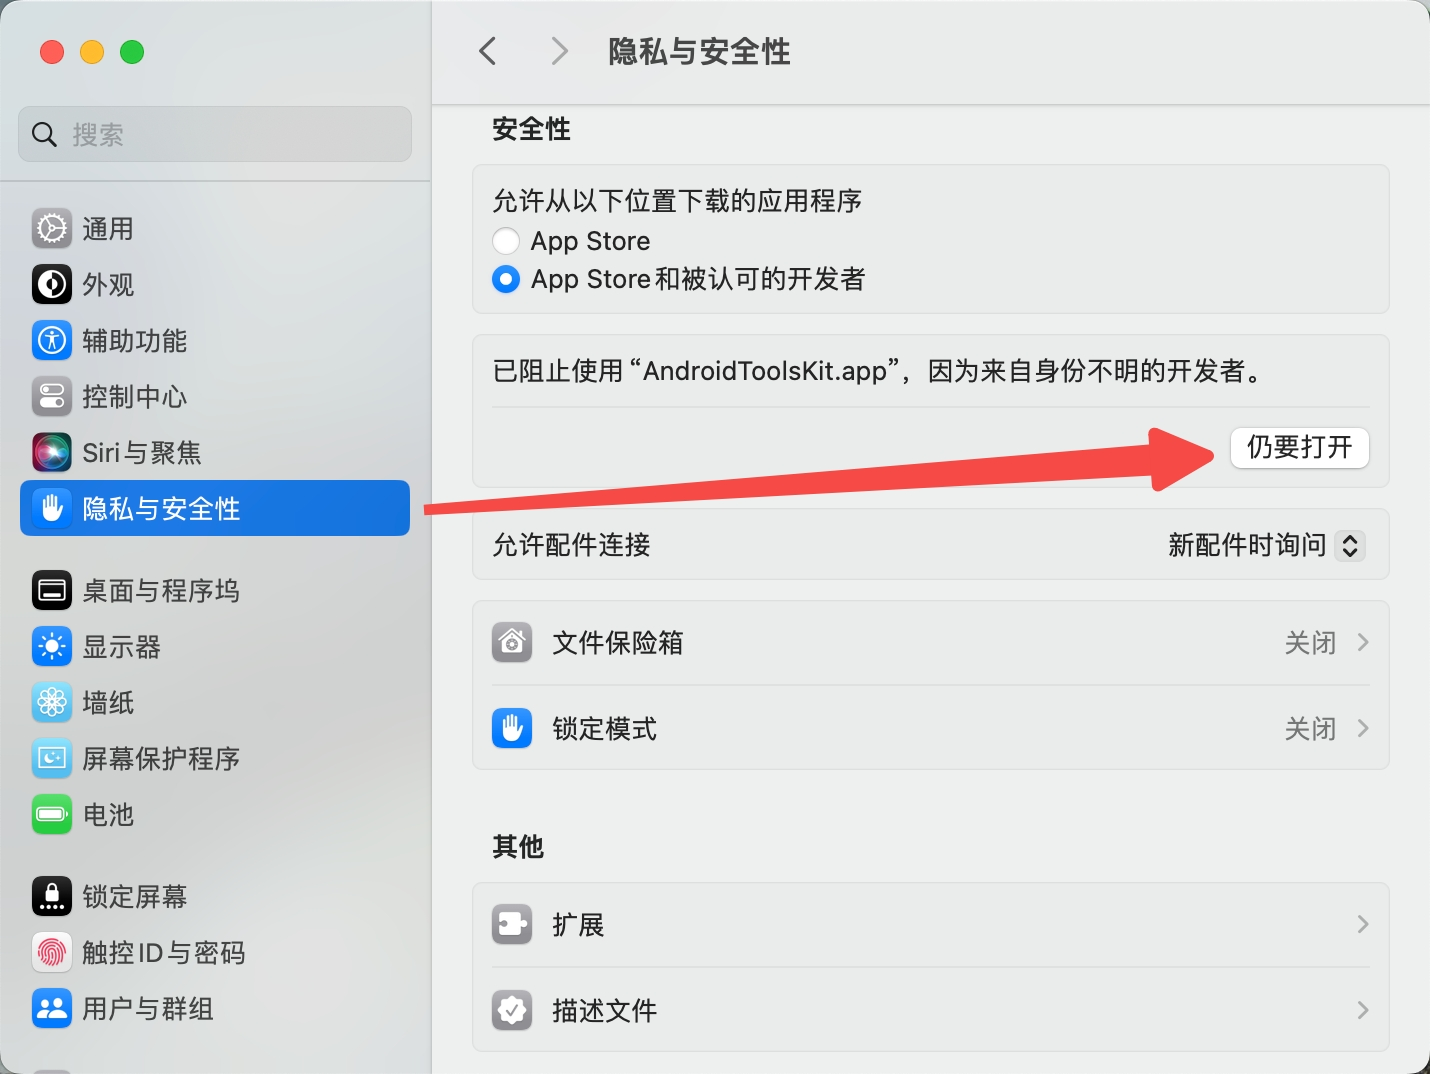 搜索
通用
外观
辅助功能
控制中心
Siri与聚焦
隐私与安全性
桌面与程序坞
显示器
墙纸
屏幕保护程序
电池
锁定屏幕
触控ID与密码
用户与群组
隐私与安全性
安全性
允许从以下位置下载的应用程序
App Store
App Store和被认可的开发者
已阻止使用“AndroidToolsKit.app”，因为来自身份不明的开发者。
仍要打开
允许配件连接 新配件时询问
文件保险箱 关闭
锁定模式 关闭
其他
扩展
描述文件